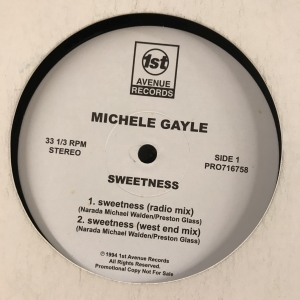 1st
AVENUE
RECORDS
MICHELE GAYLE
33 1/3 RPM
STEREO
SIDE 1
PRO716758
SWEETNESS
1. sweetness (radio mix)
(Narada Michael Walden/Preston Glass)
2. sweetness (west end mix)
(Narada Michael Walden/Preston Glass)
℗ 1994 1st Avenue Records
All Rights Reserved.
Promotional Copy Not For Sale